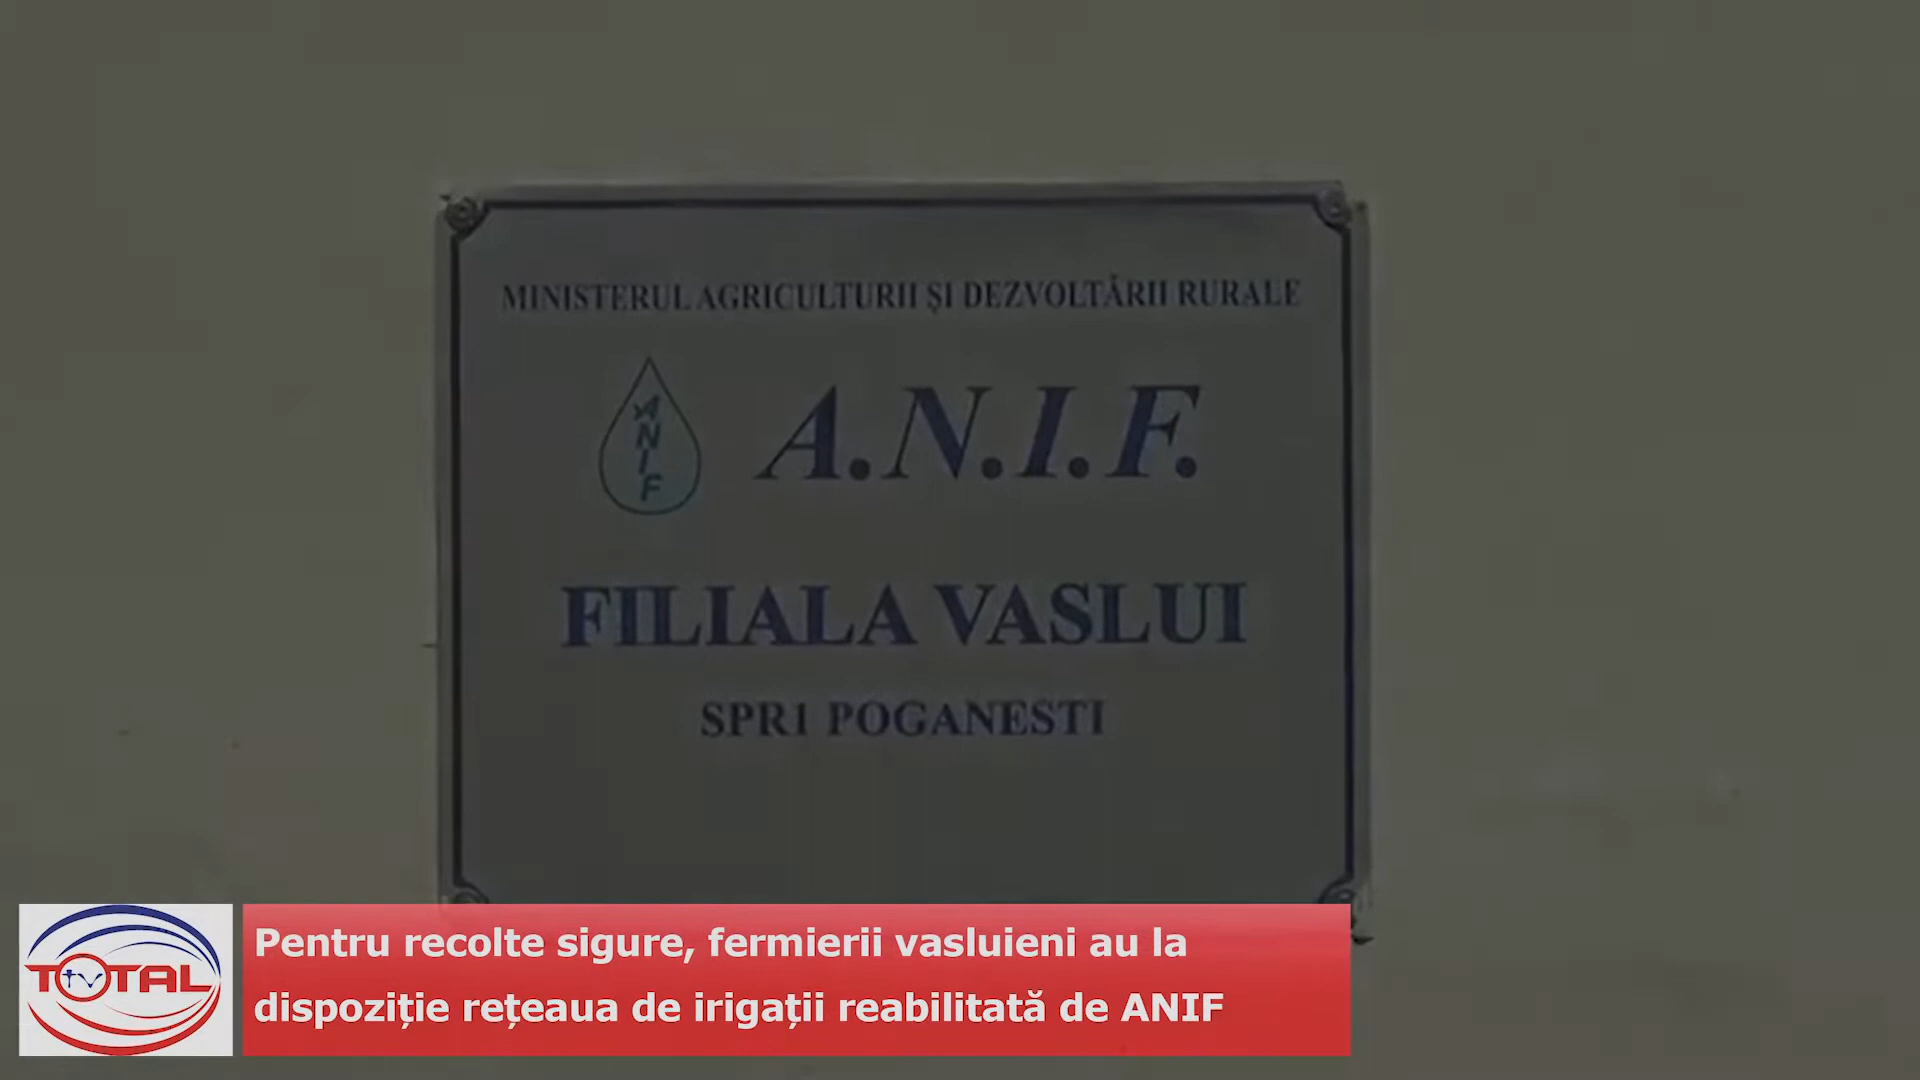 MINISTERUL AGRICULTURII ȘI DEZVOLTĂRII RURALE
ANIF
A.N.I.F.
FILIALA VASLUI
SPR1 POGANESTI
TOTAL
tv
Pentru recolte sigure, fermierii vasluieni au la
dispoziție rețeaua de irigații reabilitată de ANIF